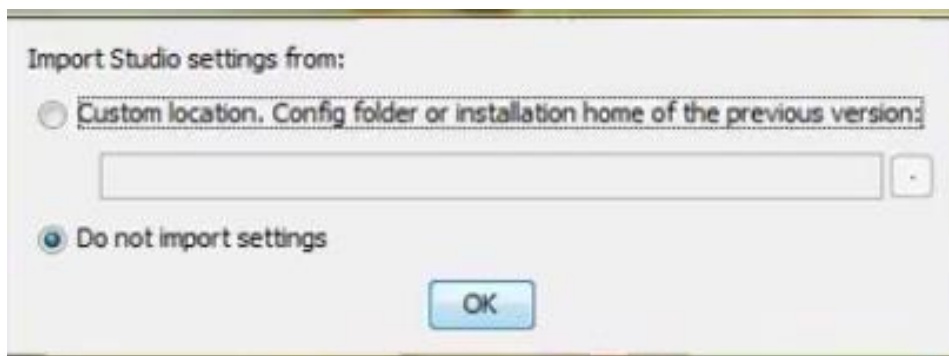 Import Studio settings from:
Custom location. Config folder or installation home of the previous version:
Do not import settings
OK